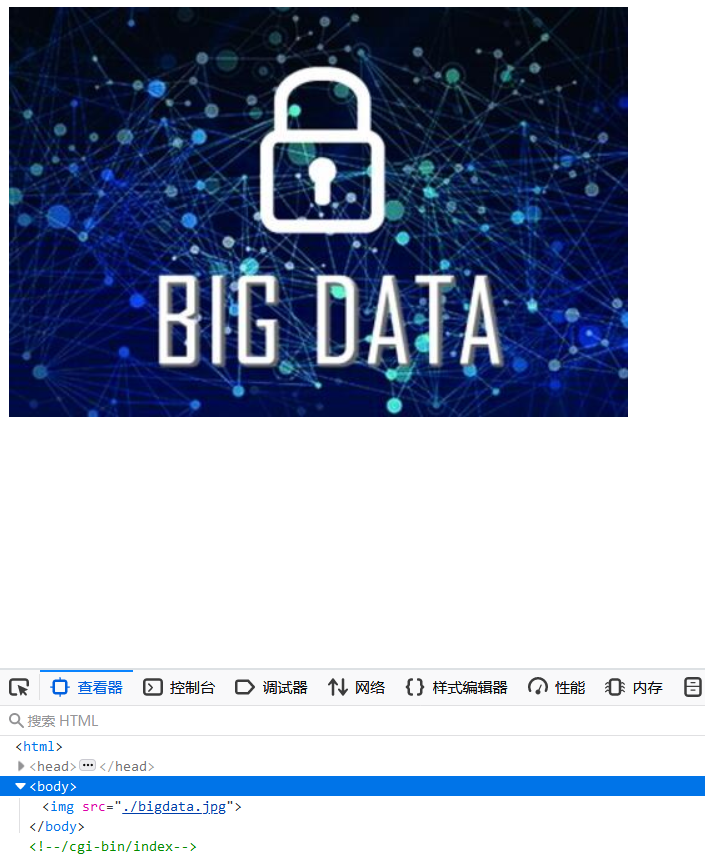 BIG DATA
查看器 控制台 调试器 网络 样式编辑器 性能 内存
搜索 HTML
<html>
<head>···</head>
<body>
<img src="./bigdata.jpg">
</body>
<!--/cgi-bin/index-->